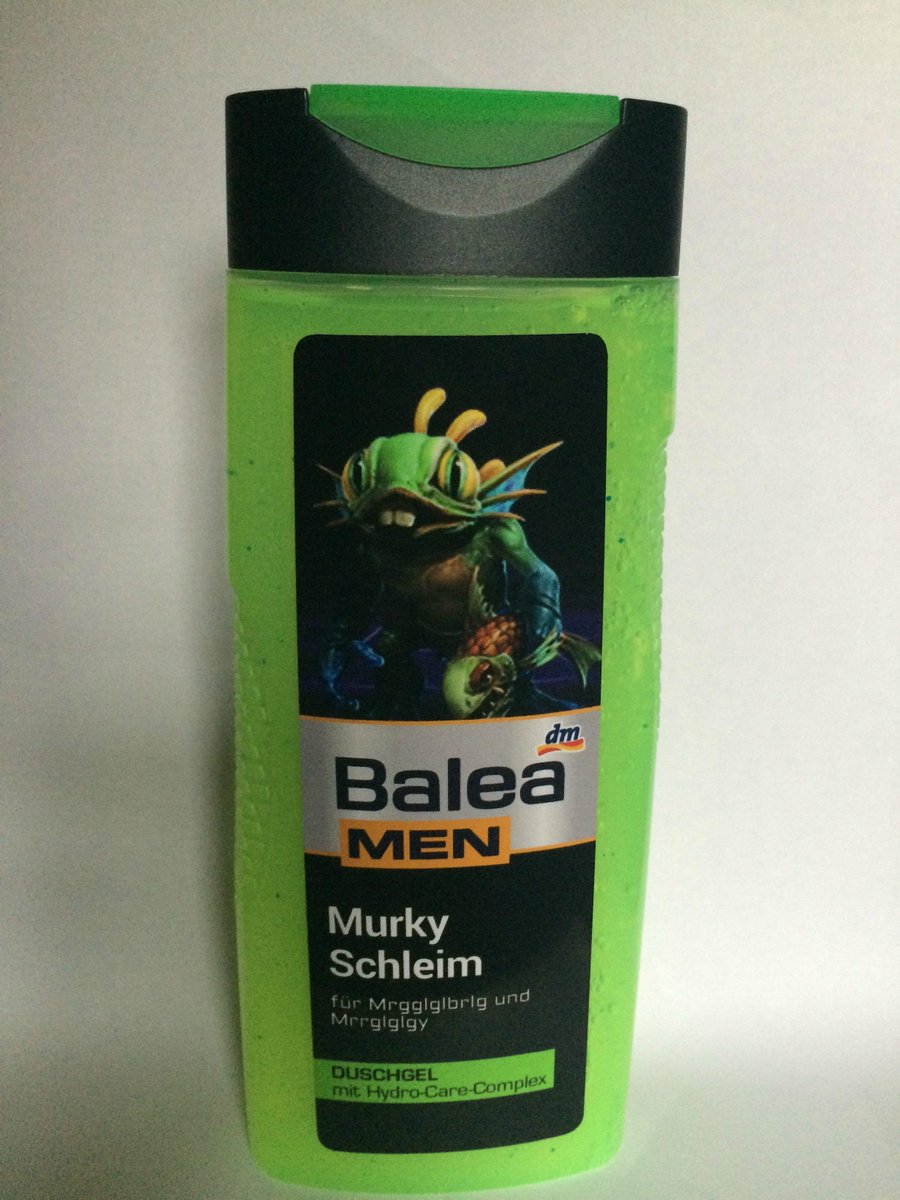 dm
Balea
MEN
Murky
Schleim
für Mrgglglbrlg und
Mrrglglgy
DUSCHGEL
mit Hydro-Care-Complex